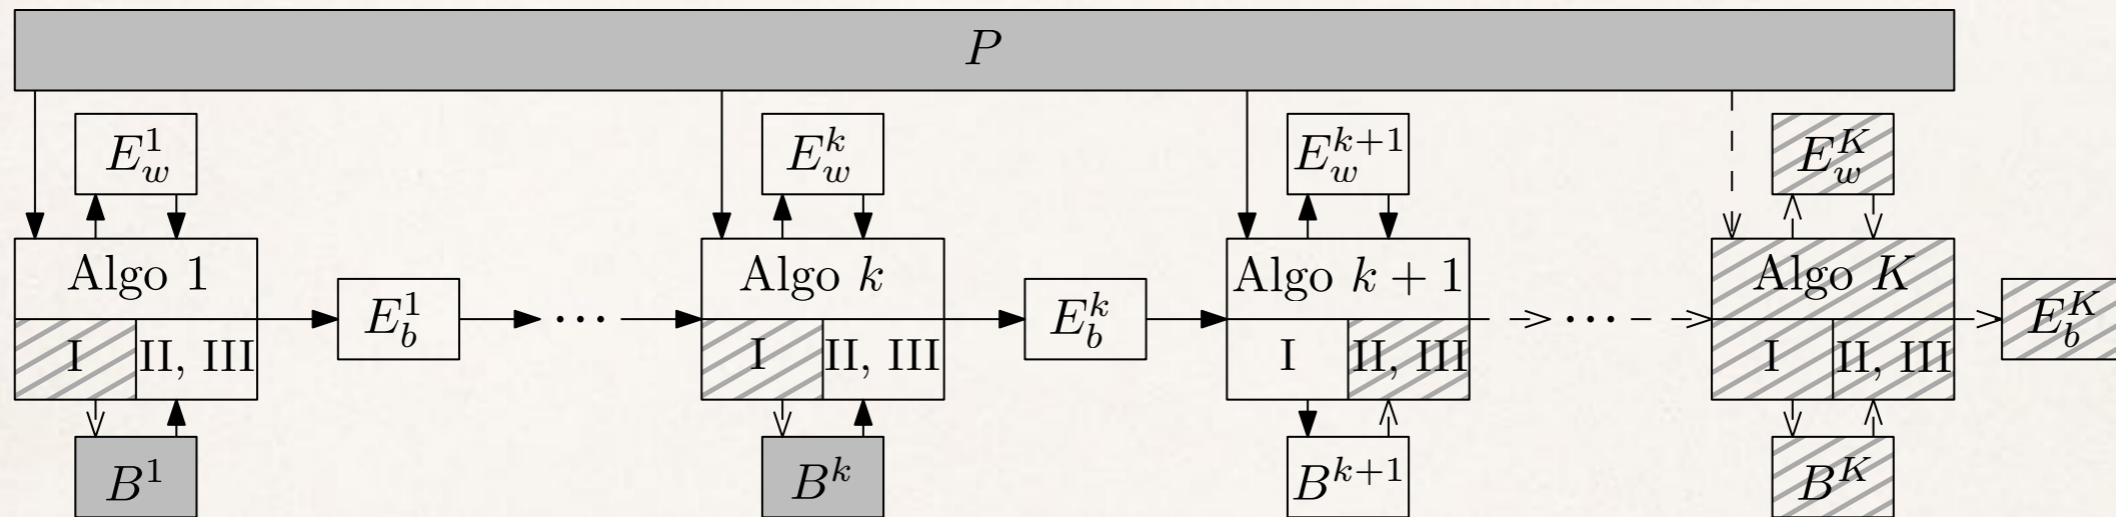 P
E_w^1 E_w^k E_w^{k+1} E_w^K
Algo 1 Algo k Algo k + 1 Algo K
E_b^1 ··· E_b^k ··· E_b^K
I II, III I II, III I II, III I II, III
B^1 B^k B^{k+1} B^K